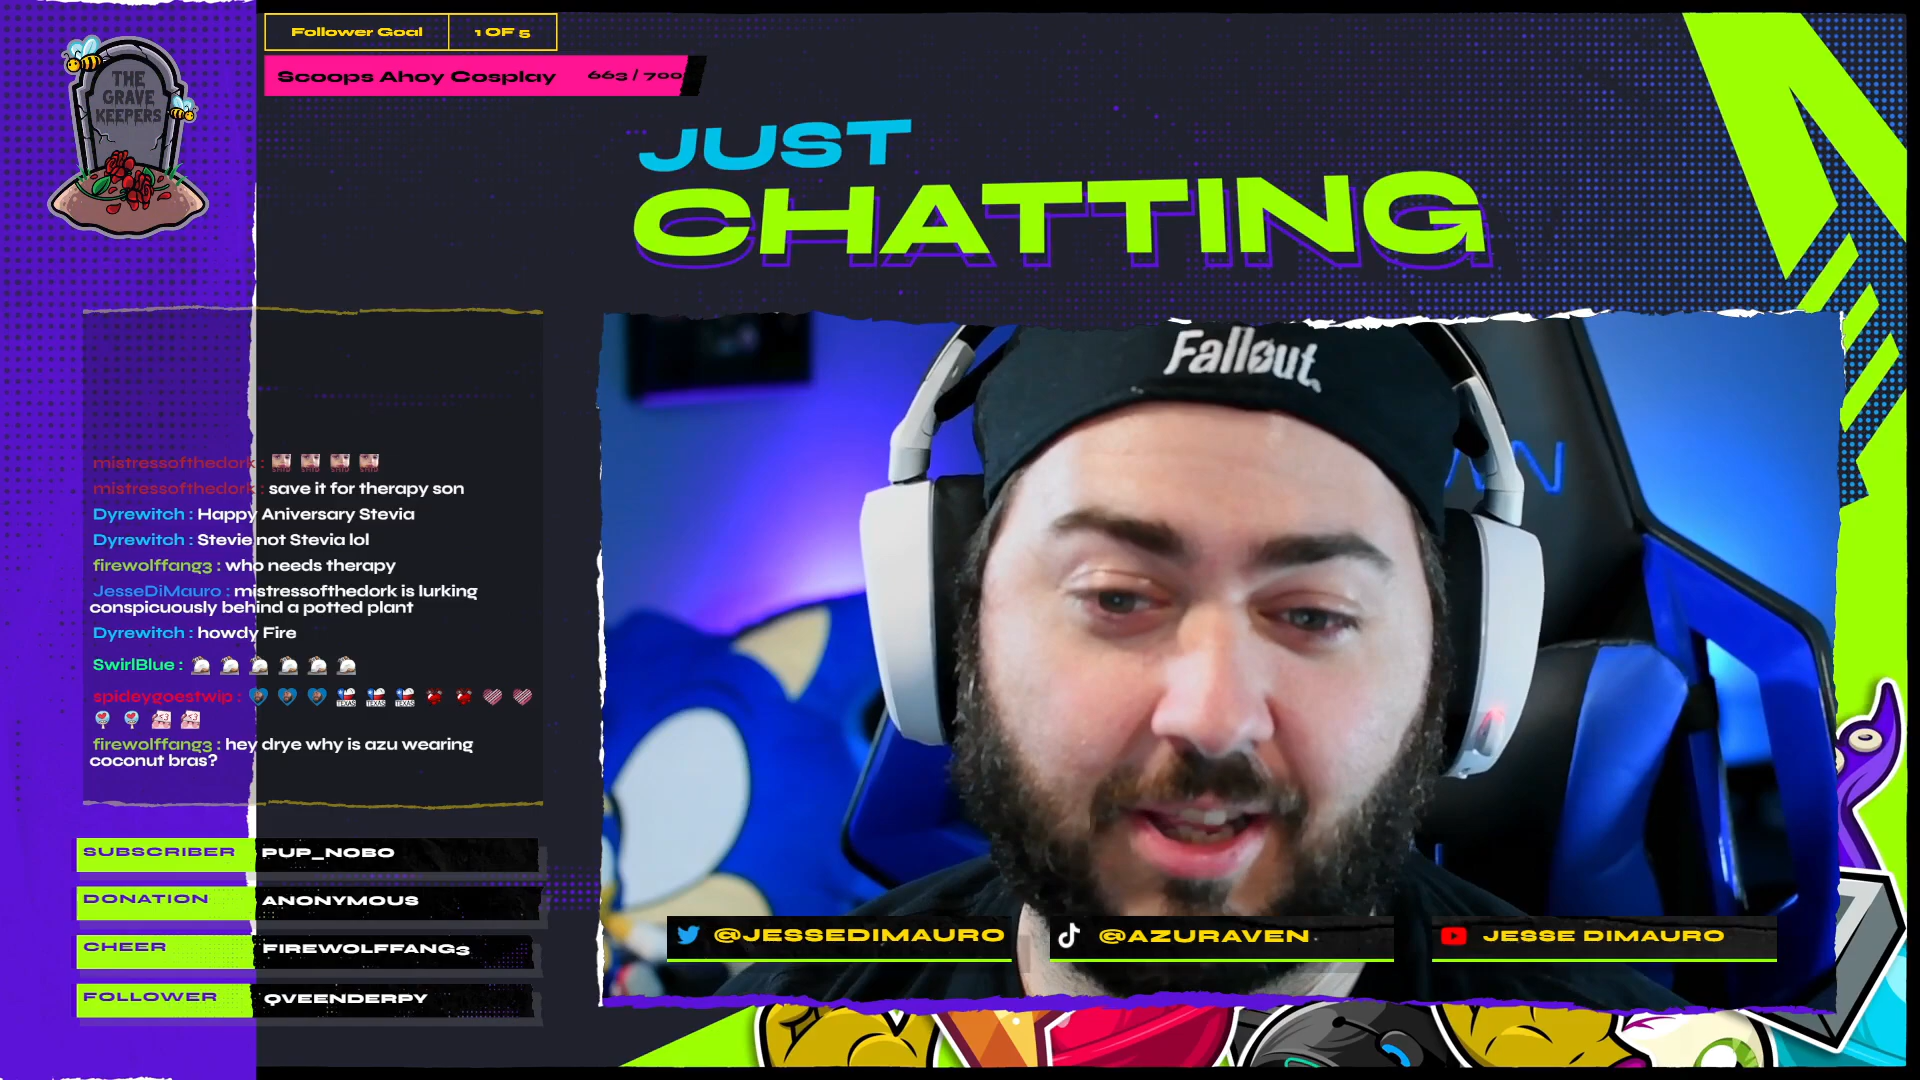 Follower Goal
1 OF 5
Scoops Ahoy Cosplay
663 / 700
THE
GRAVE
KEEPERS
JUST
CHATTING
Fallout
mistressofthedork :
mistressofthedork : save it for therapy son
Dyrewitch : Happy Aniversary Stevia
Dyrewitch : Stevie not Stevia lol
firewolffang3 : who needs therapy
JesseDiMauro : mistressofthedork is lurking
conspicuously behind a potted plant
Dyrewitch : howdy Fire
SwirlBlue :
spideygoestwip :
TEXAS TEXAS TEXAS
firewolffang3 : hey drye why is azu wearing
coconut bras?
SUBSCRIBER PUP_NOBO
DONATION ANONYMOUS
CHEER FIREWOLFFANG3
FOLLOWER QVEENDERPY
@JESSEDIMAURO
@AZURAVEN
JESSE DIMAURO